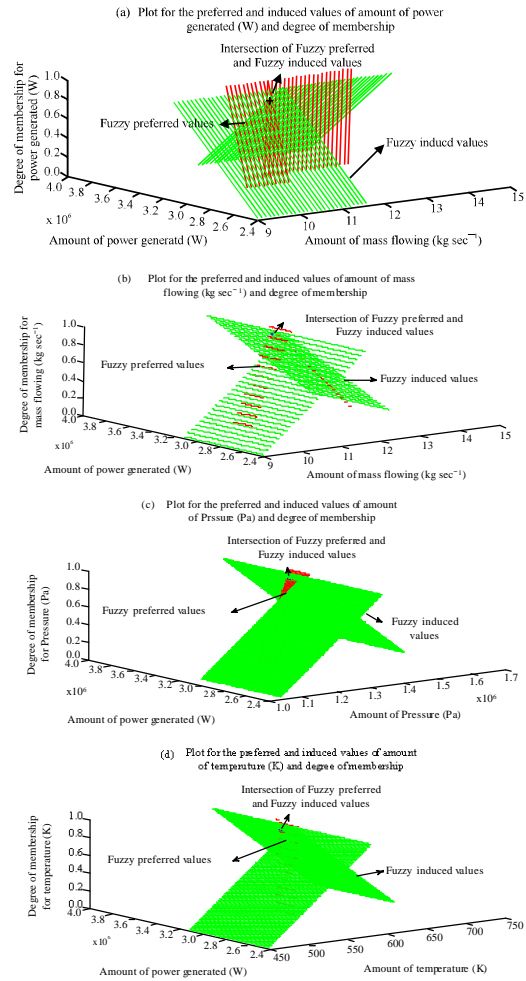 (a) Plot for the preferred and induced values of amount of power
generated (W) and degree of membership
Intersection of Fuzzy preferred
and Fuzzy induced values
Degree of membership for
power generated (W)
1.0
0.8
0.6
0.4
0.2
0.0
Fuzzy preferred values
Fuzzy inducd values
4.0
3.8
3.6
3.4
3.2
3.0
2.8
2.6
2.4
x 10⁶
9
10
11
12
13
14
15
Amount of power generatd (W)
Amount of mass flowing (kg sec⁻¹)
(b) Plot for the preferred and induced values of amount of mass
flowing (kg sec⁻¹) and degree of membership
Intersection of Fuzzy preferred and
Fuzzy induced values
Degree of membership for
mass flowing (kg sec⁻¹)
1.0
0.8
0.6
0.4
0.2
0.0
Fuzzy preferred values
Fuzzy induced values
4.0
3.8
3.6
3.4
3.2
3.0
2.8
2.6
2.4
x10⁶
9
10
11
12
13
14
15
Amount of power generated (W)
Amount of mass flowing (kg sec⁻¹)
(c) Plot for the preferred and induced values of amount
of Prssure (Pa) and degree of membership
Intersection of Fuzzy preferred and
Fuzzy induced values
Degree of membership
for Pressure (Pa)
1.0
0.8
0.6
0.4
0.2
0.0
Fuzzy preferred values
Fuzzy induced
values
4.0
3.8
3.6
3.4
3.2
3.0
2.8
2.6
2.4
x10⁶
1.0
1.1
1.2
1.3
1.4
1.5
1.6
1.7
x10⁶
Amount of power generated (W)
Amount of Pressure (Pa)
(d) Plot for the preferred and induced values of amount
of tempruture (K) and degree of membership
Intersection of Fuzzy preferred
and Fuzzy induced values
Degree of membership
for temperature (K)
1.0
0.8
0.6
0.4
0.2
0.0
Fuzzy preferred values
Fuzzy induced values
4.0
3.8
3.6
3.4
3.2
3.0
2.8
2.6
2.4
x10⁶
450
500
550
600
650
700
750
Amount of power generated (W)
Amount of temperature (K)